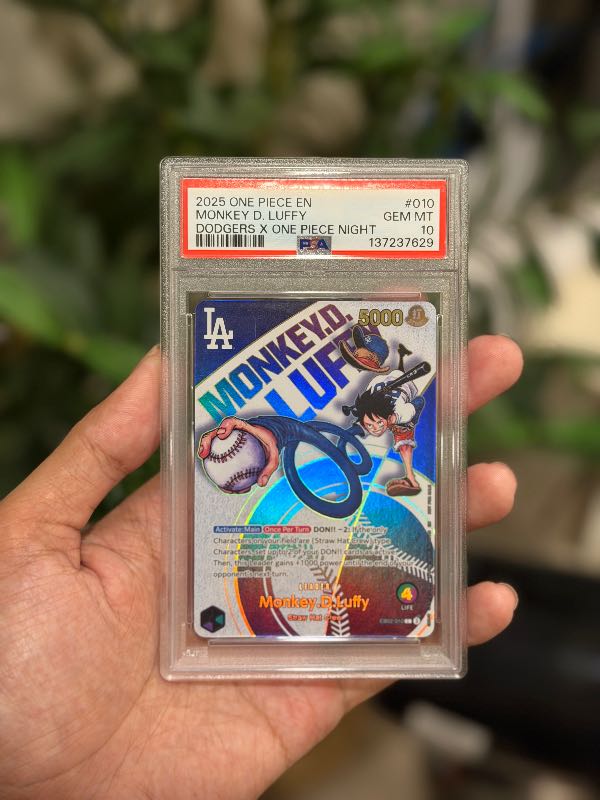 2025 ONE PIECE EN #010
MONKEY D. LUFFY GEM MT
DODGERS X ONE PIECE NIGHT 10
PSA 137237629
LA
5000
MONKEY.D.
LUFFY
Activate: Main Once Per Turn DON!! −2: If the only
Characters on your field are {Straw Hat Crew} type
Characters, set up to 2 of your DON!! cards as active.
Then, this Leader gains +1000 power until the end of your
opponent's next turn.
LEADER
Monkey.D.Luffy
Straw Hat Crew
4
LIFE